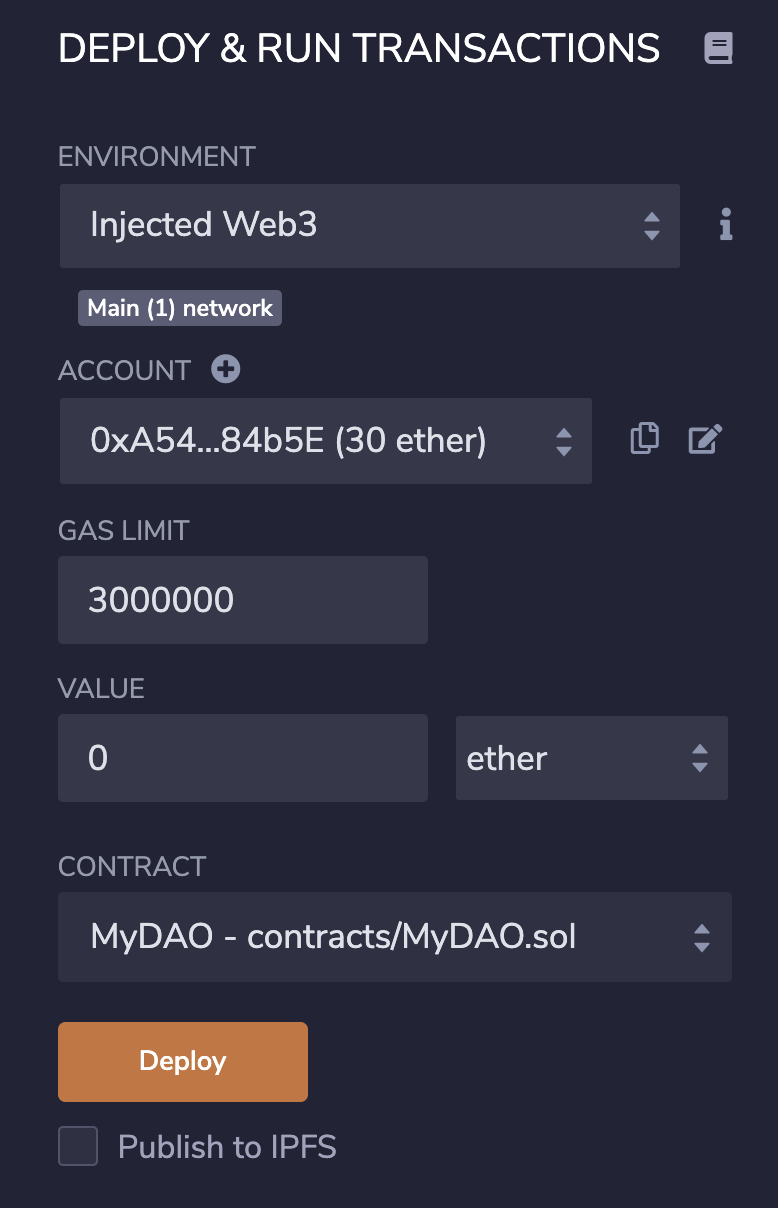 DEPLOY & RUN TRANSACTIONS
ENVIRONMENT
Injected Web3
Main (1) network
ACCOUNT
0xA54...84b5E (30 ether)
GAS LIMIT
3000000
VALUE
0 ether
CONTRACT
MyDAO - contracts/MyDAO.sol
Deploy
Publish to IPFS